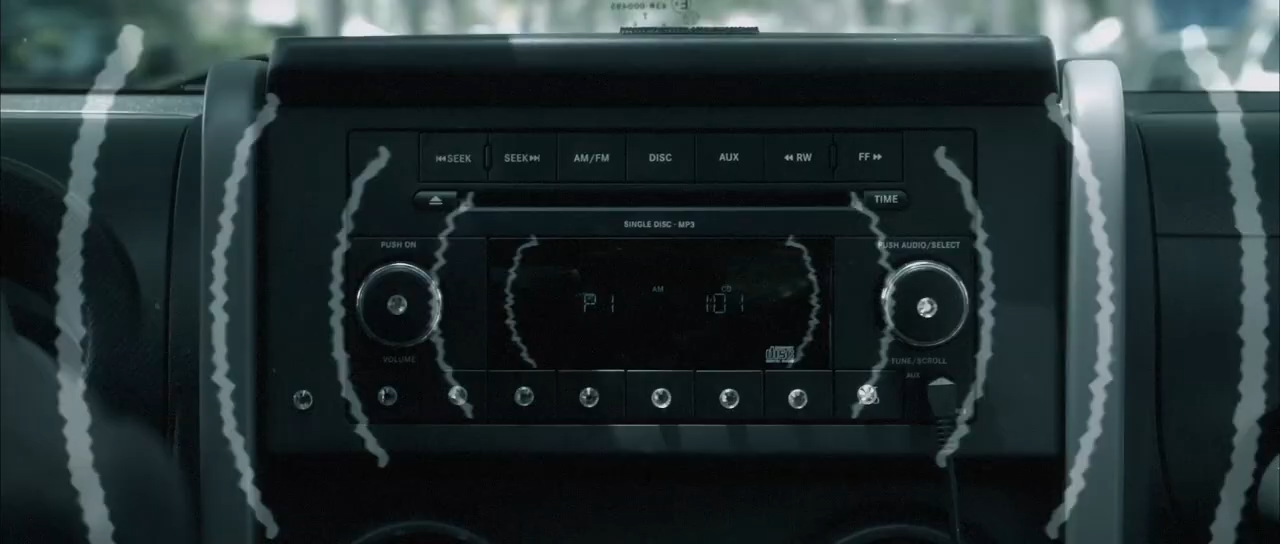 ⏮SEEK SEEK⏭ AM/FM DISC AUX ◀◀ RW FF ▶▶
TIME
SINGLE DISC - MP3
PUSH ON PUSH AUDIO/SELECT
AM CD
P1 101
disc
VOLUME TUNE/SCROLL
AUX